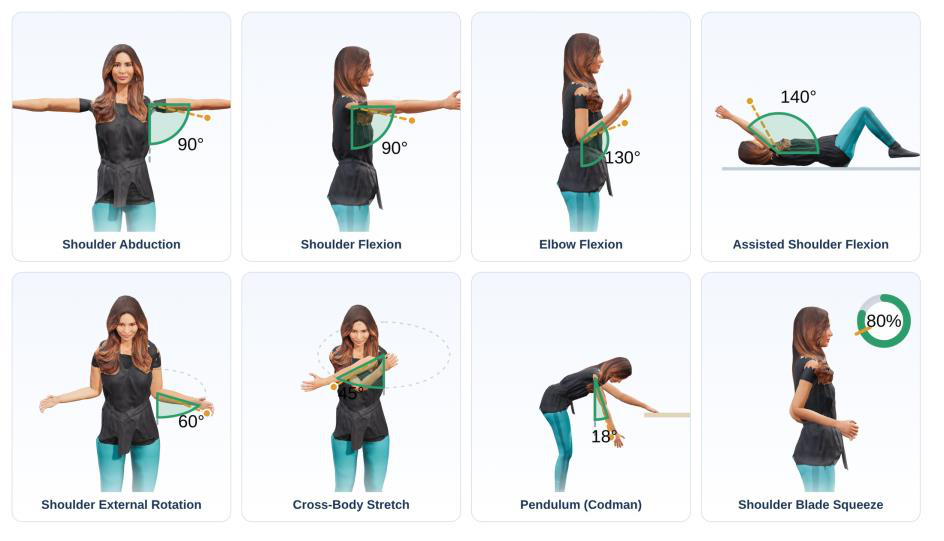 90°
Shoulder Abduction
90°
Shoulder Flexion
130°
Elbow Flexion
140°
Assisted Shoulder Flexion
60°
Shoulder External Rotation
45°
Cross-Body Stretch
18°
Pendulum (Codman)
80%
Shoulder Blade Squeeze